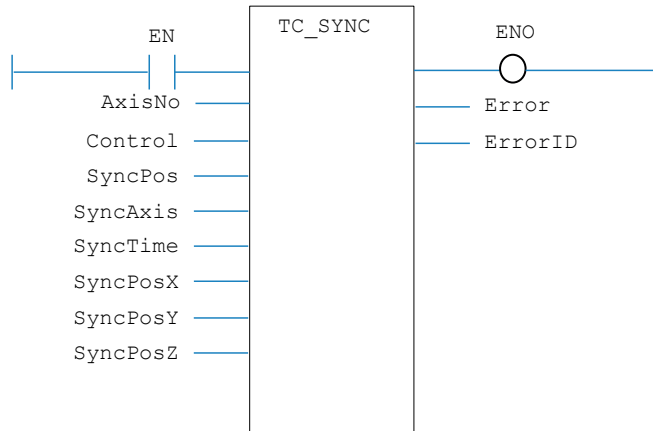 TC_SYNC
EN
ENO
AxisNo
Error
Control
ErrorID
SyncPos
SyncAxis
SyncTime
SyncPosX
SyncPosY
SyncPosZ